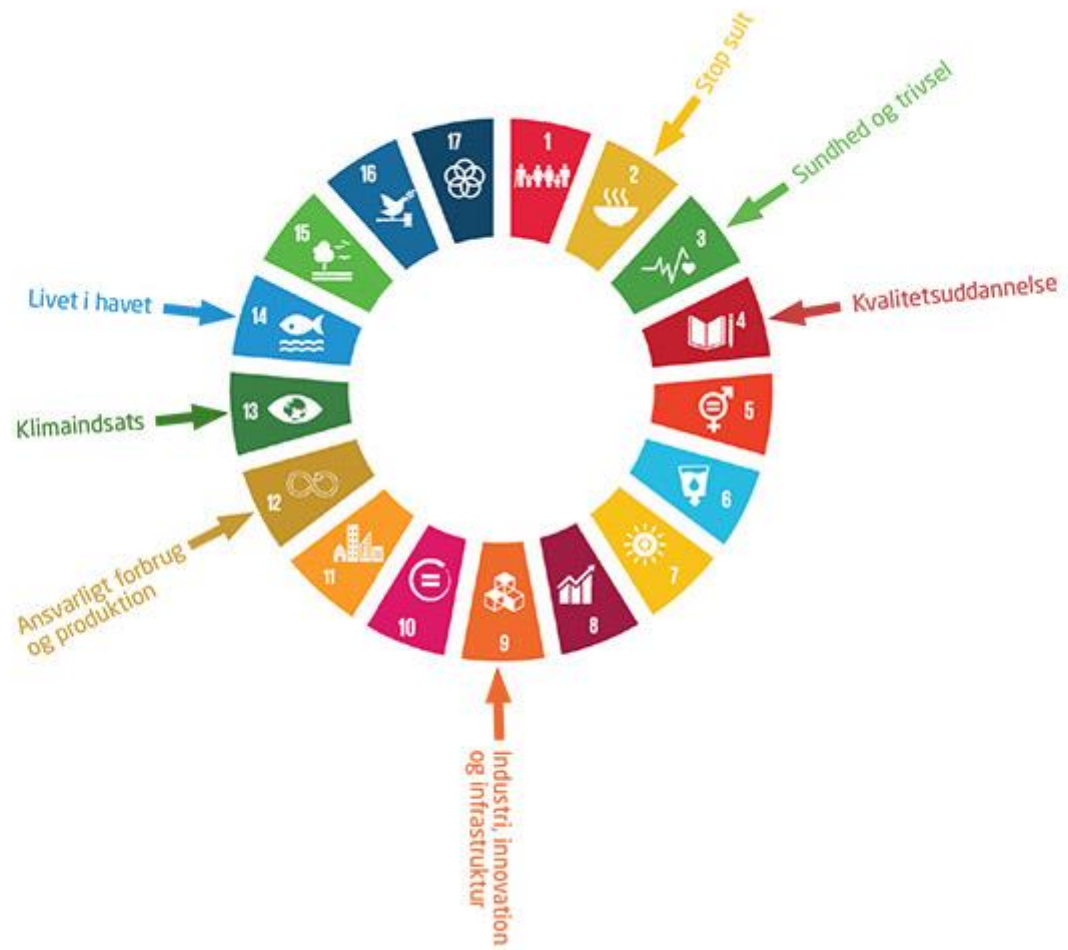 Stop sult
Sundhed og trivsel
Kvalitetsuddannelse
Livet i havet
Klimaindsats
Ansvarligt forbrug
og produktion
Industri, innovation
og infrastruktur
1
2
3
4
5
6
7
8
9
10
11
12
13
14
15
16
17